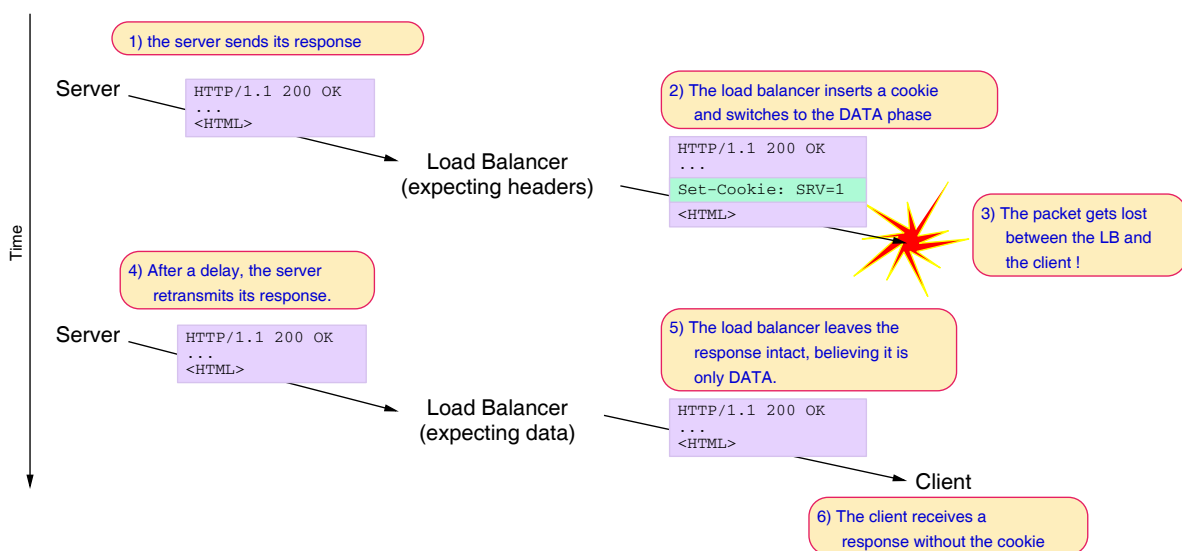 1) the server sends its response
Server
HTTP/1.1 200 OK
...
<HTML>
2) The load balancer inserts a cookie
and switches to the DATA phase
Load Balancer
(expecting headers)
HTTP/1.1 200 OK
...
Set-Cookie: SRV=1
<HTML>
3) The packet gets lost
between the LB and
the client !
Time
4) After a delay, the server
retransmits its response.
Server
HTTP/1.1 200 OK
...
<HTML>
5) The load balancer leaves the
response intact, believing it is
only DATA.
Load Balancer
(expecting data)
HTTP/1.1 200 OK
...
<HTML>
Client
6) The client receives a
response without the cookie